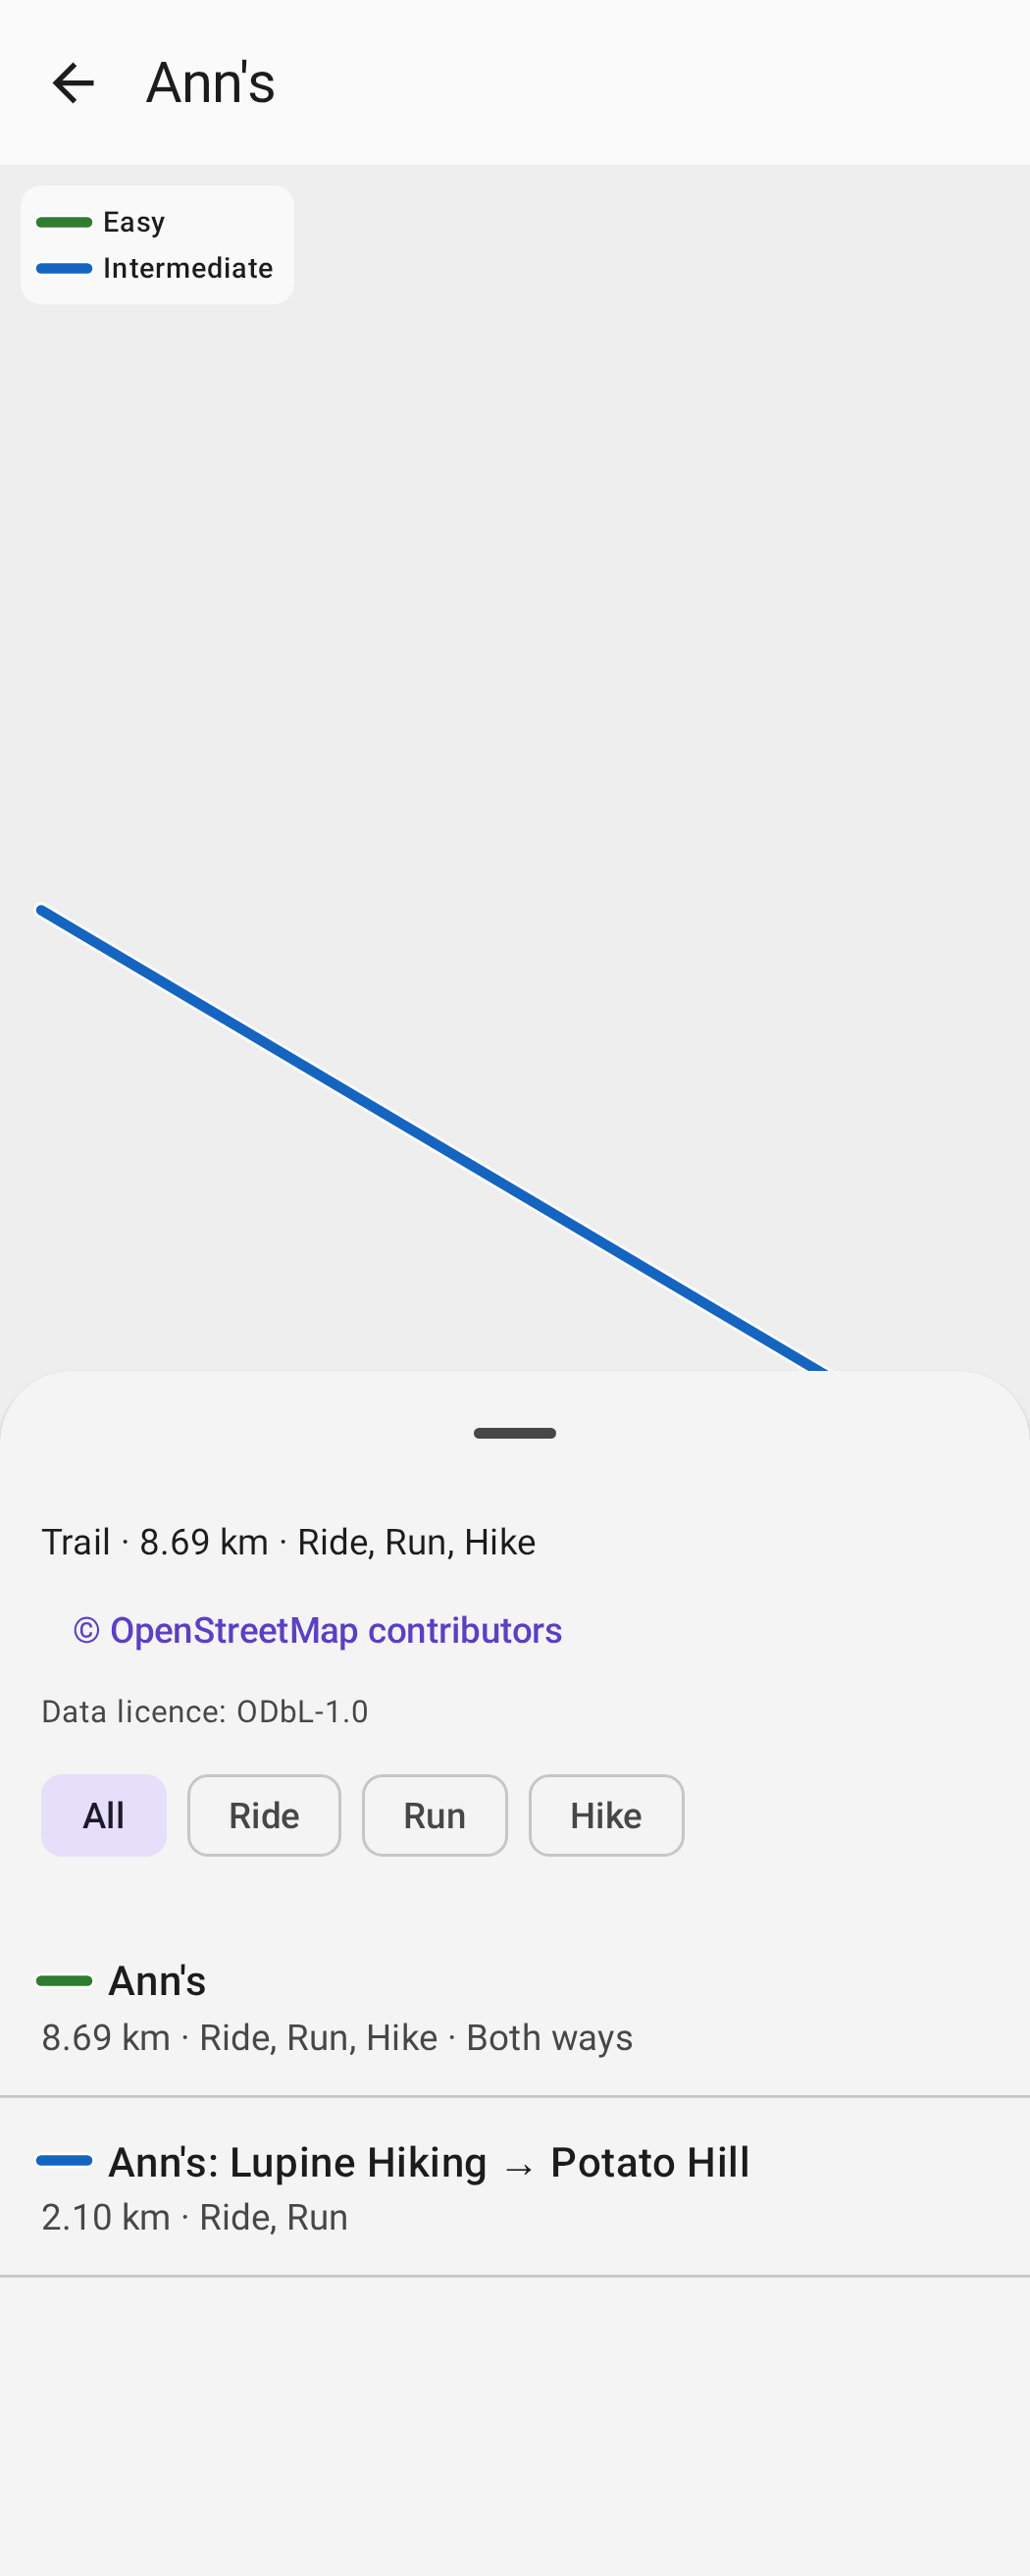 Ann's
Easy
Intermediate
Trail · 8.69 km · Ride, Run, Hike
© OpenStreetMap contributors
Data licence: ODbL-1.0
All Ride Run Hike
Ann's
8.69 km · Ride, Run, Hike · Both ways
Ann's: Lupine Hiking → Potato Hill
2.10 km · Ride, Run